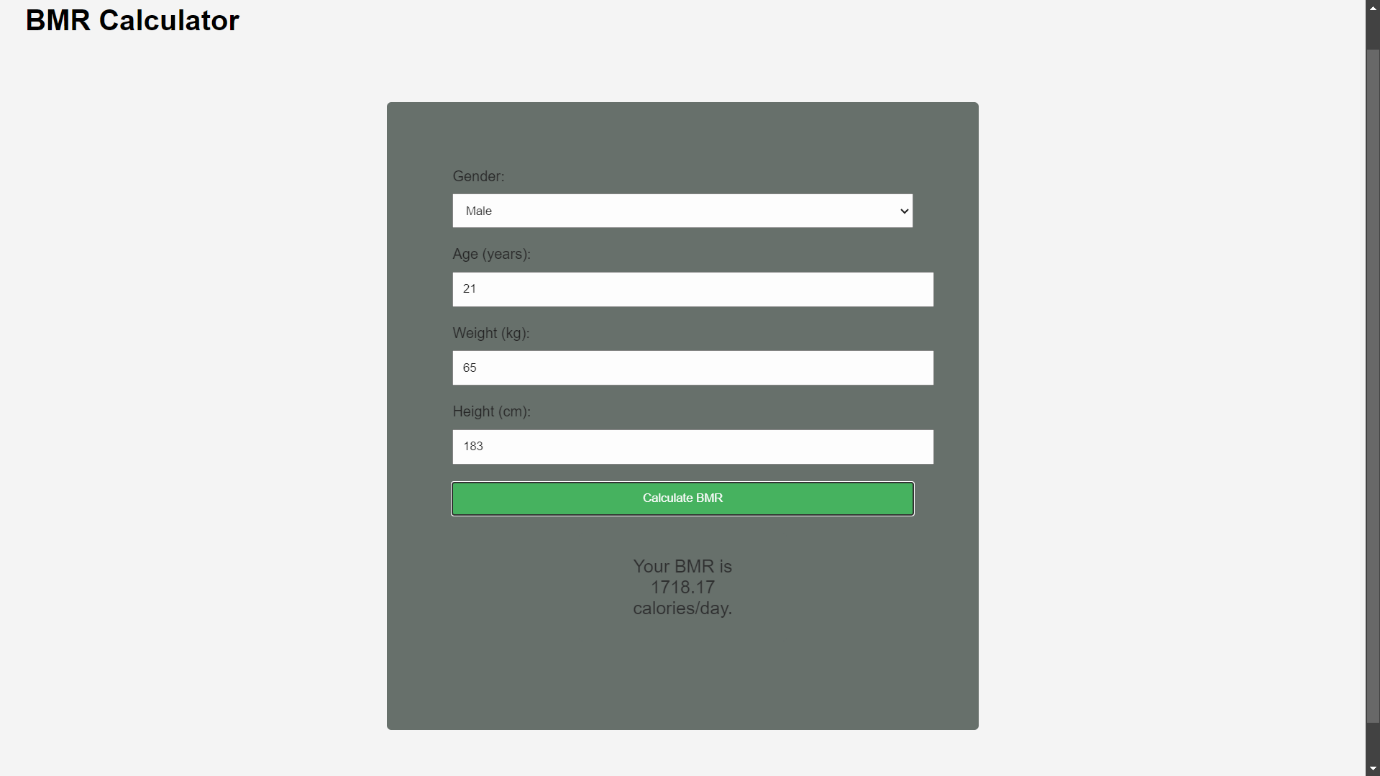 BMR Calculator
Gender:
Male
Age (years):
21
Weight (kg):
65
Height (cm):
183
Calculate BMR
Your BMR is
1718.17
calories/day.